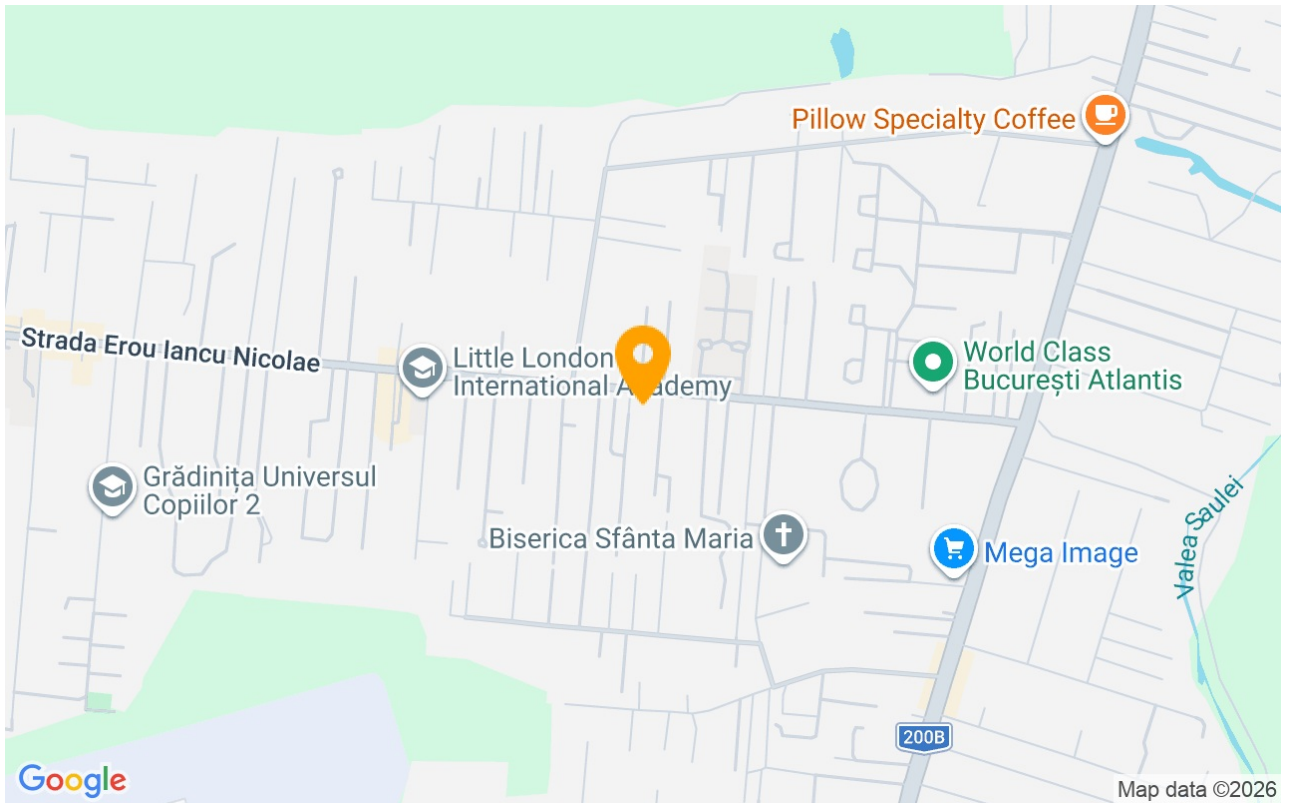 Pillow Specialty Coffee
Strada Erou Iancu Nicolae
Little London
International Academy
World Class
București Atlantis
Grădinița Universul
Copiilor 2
Biserica Sfânta Maria
Mega Image
Valea Saulei
200B
Google
Map data ©2026